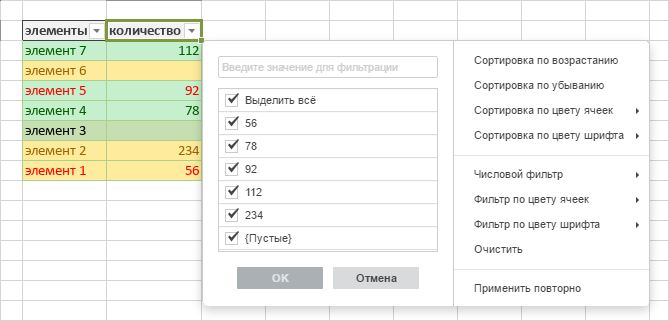 элементы количество
элемент 7 112
элемент 6
элемент 5 92
элемент 4 78
элемент 3
элемент 2 234
элемент 1 56
Введите значение для фильтрации
Выделить всё
56
78
92
112
234
{Пустые}
OK Отмена
Сортировка по возрастанию
Сортировка по убыванию
Сортировка по цвету ячеек
Сортировка по цвету шрифта
Числовой фильтр
Фильтр по цвету ячеек
Фильтр по цвету шрифта
Очистить
Применить повторно